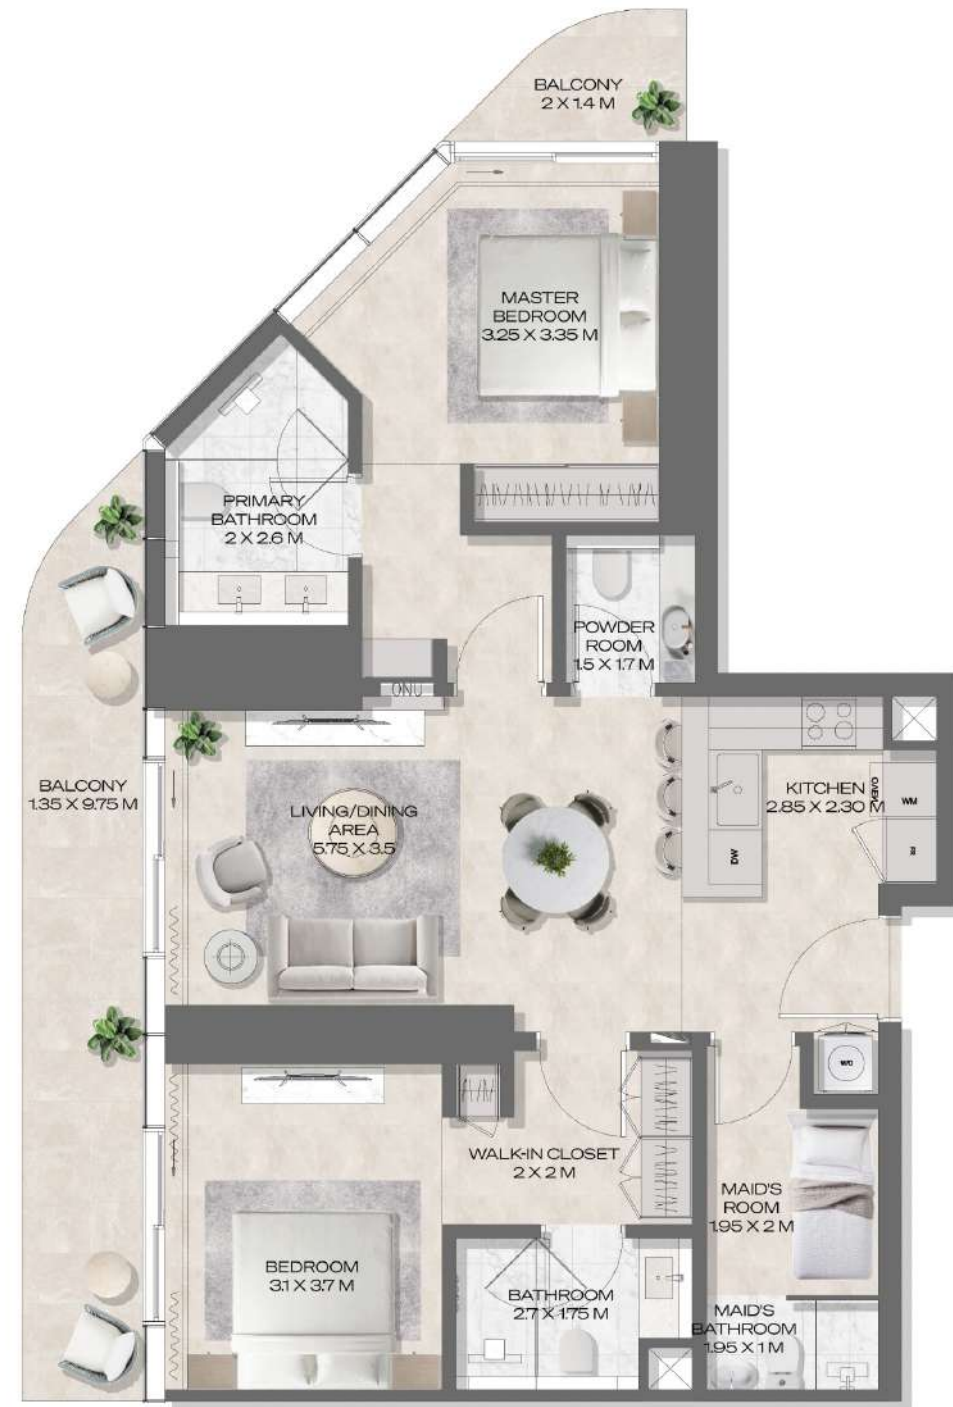 BALCONY
2 X 1.4 M
MASTER
BEDROOM
3.25 X 3.35 M
PRIMARY
BATHROOM
2 X 2.6 M
POWDER
ROOM
1.5 X 1.7 M
ONU
BALCONY
1.35 X 9.75 M
LIVING/DINING
AREA
5.75 X 3.5
KITCHEN
2.85 X 2.30 M
WM
DW
WD
WALK-IN CLOSET
2 X 2 M
MAID'S
ROOM
1.95 X 2 M
BEDROOM
3.1 X 3.7 M
BATHROOM
2.7 X 1.75 M
MAID'S
BATHROOM
1.95 X 1 M